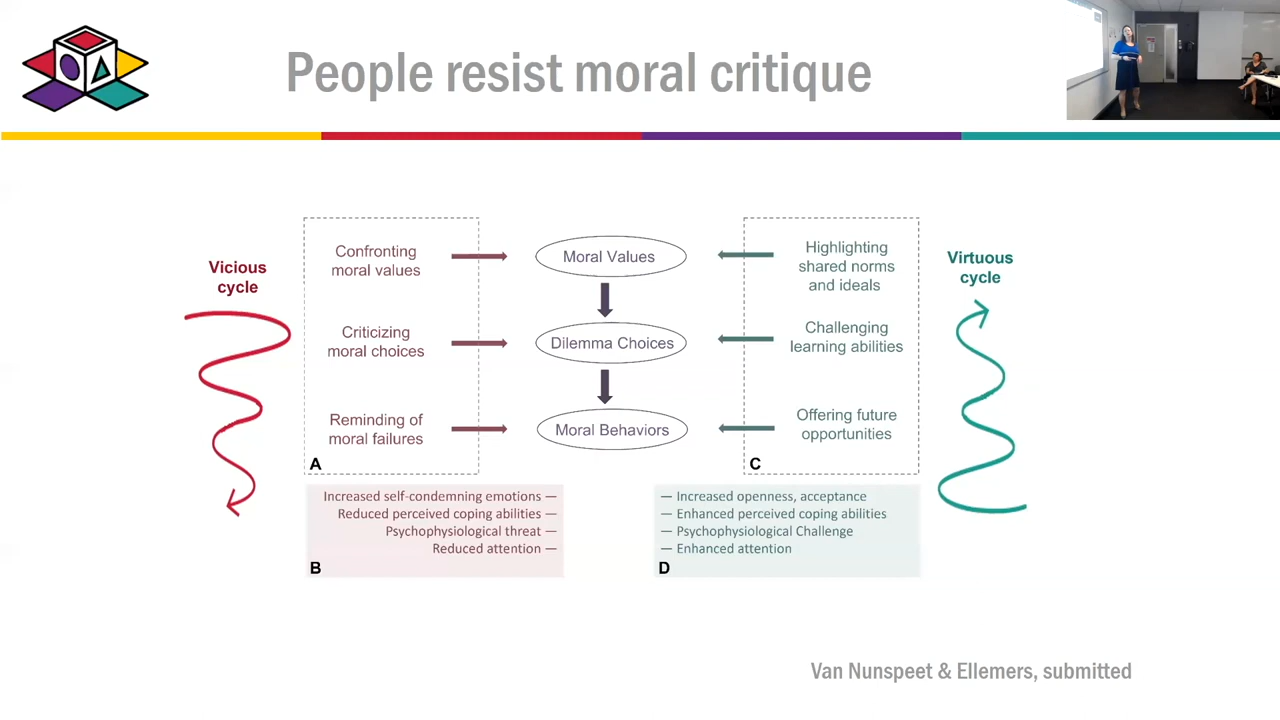 People resist moral critique
Vicious
cycle
Confronting
moral values
Criticizing
moral choices
Reminding of
moral failures
A
Moral Values
Dilemma Choices
Moral Behaviors
Highlighting
shared norms
and ideals
Challenging
learning abilities
Offering future
opportunities
C
Virtuous
cycle
Increased self-condemning emotions —
Reduced perceived coping abilities —
Psychophysiological threat —
Reduced attention —
B
— Increased openness, acceptance
— Enhanced perceived coping abilities
— Psychophysiological Challenge
— Enhanced attention
D
Van Nunspeet & Ellemers, submitted